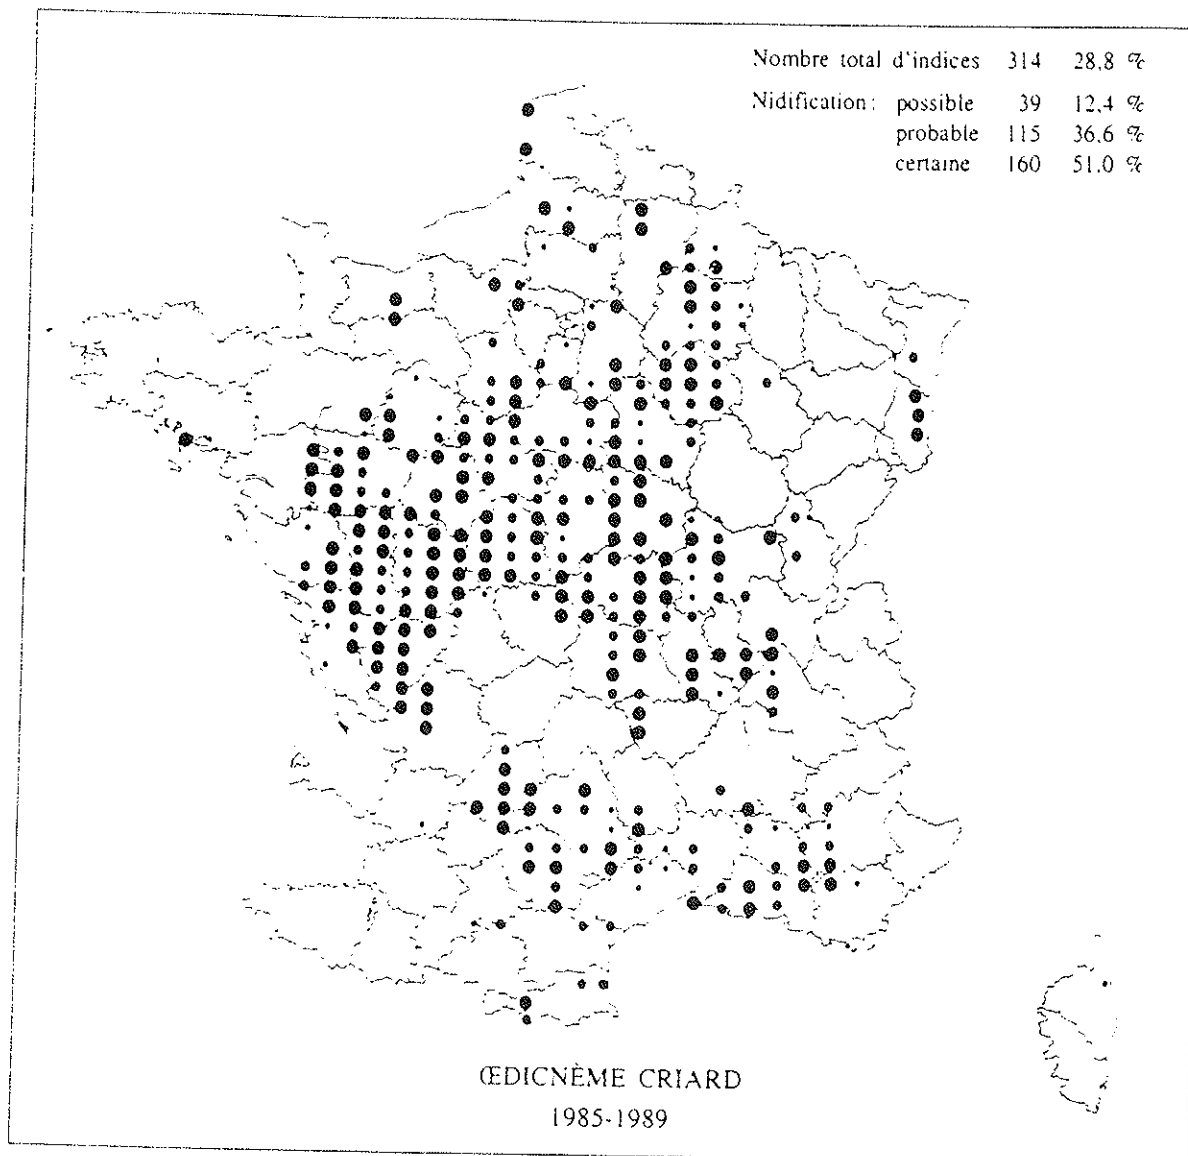 Nombre total d'indices 314 28,8 %
Nidification: possible 39 12,4 %
probable 115 36,6 %
certaine 160 51.0 %
ŒDICNÈME CRIARD
1985-1989